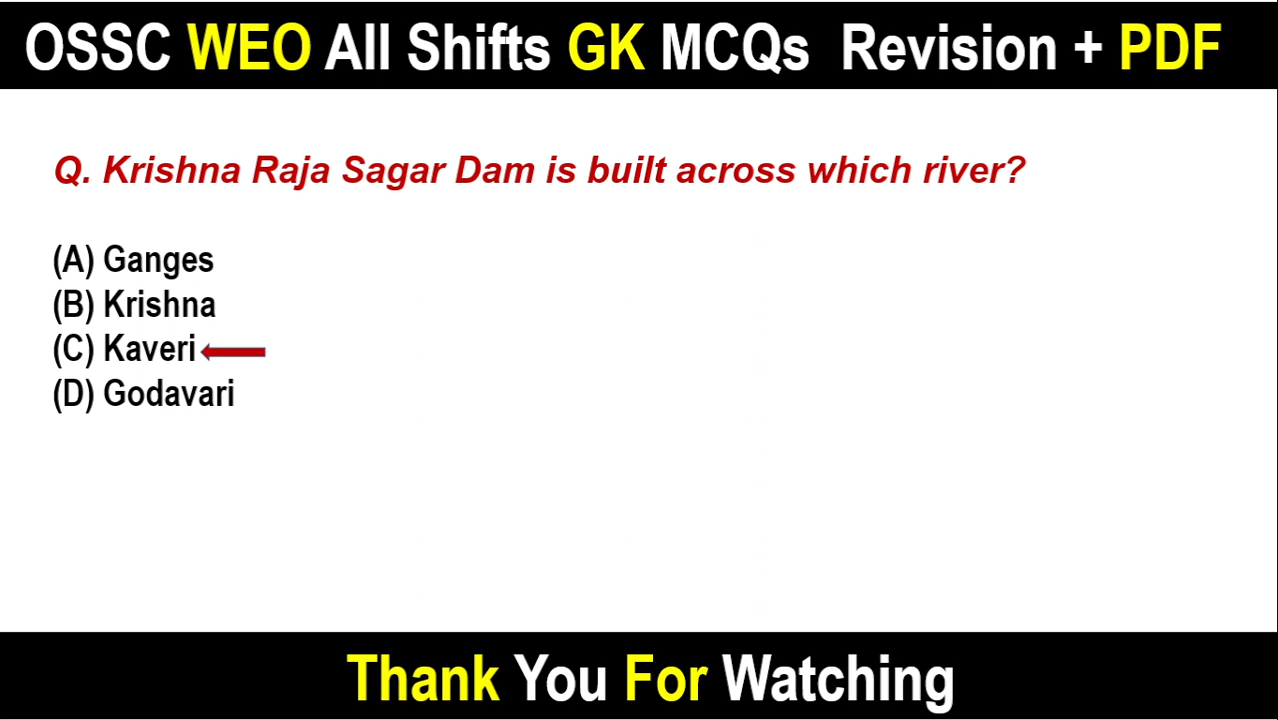 OSSC WEO All Shifts GK MCQs Revision + PDF
Q. Krishna Raja Sagar Dam is built across which river?
(A) Ganges
(B) Krishna
(C) Kaveri
(D) Godavari
Thank You For Watching